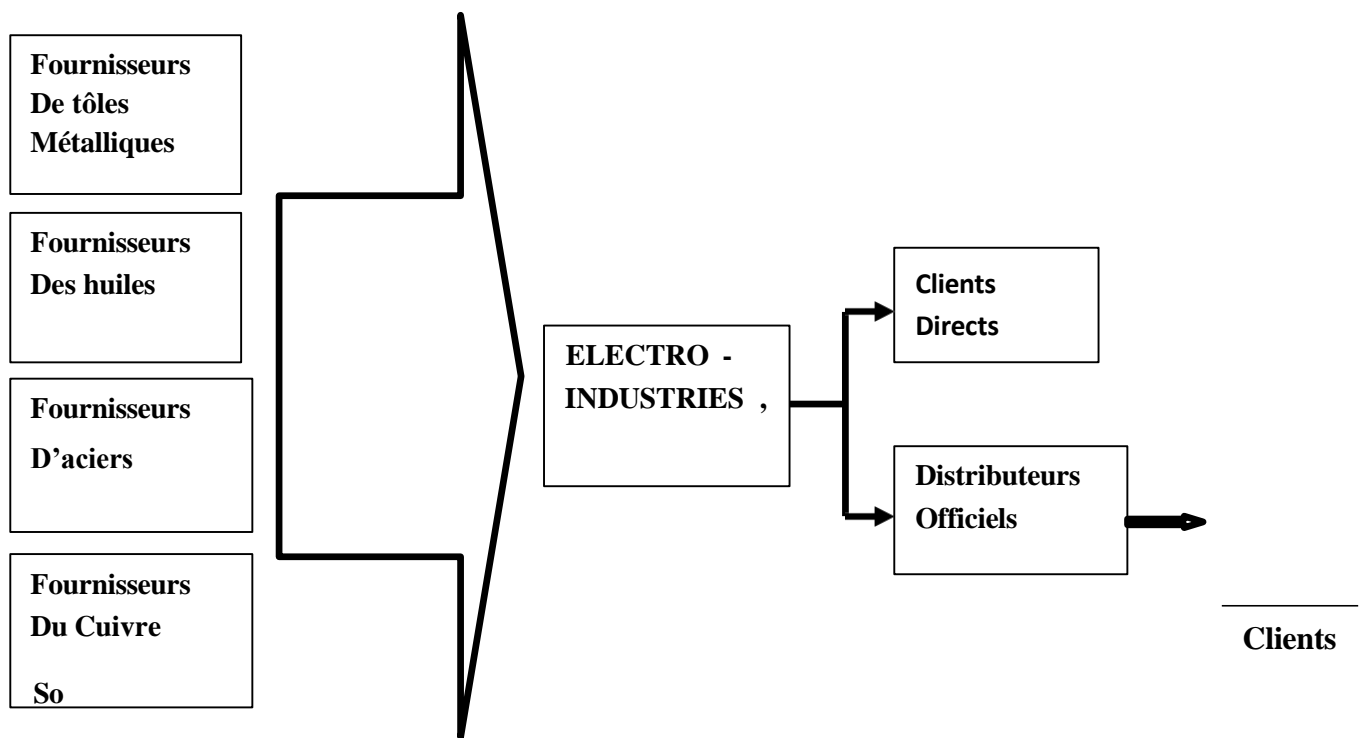 Fournisseurs
De tôles
Métalliques
Fournisseurs
Des huiles
Fournisseurs
D’aciers
Fournisseurs
Du Cuivre
So
ELECTRO -
INDUSTRIES ,
Clients
Directs
Distributeurs
Officiels
Clients